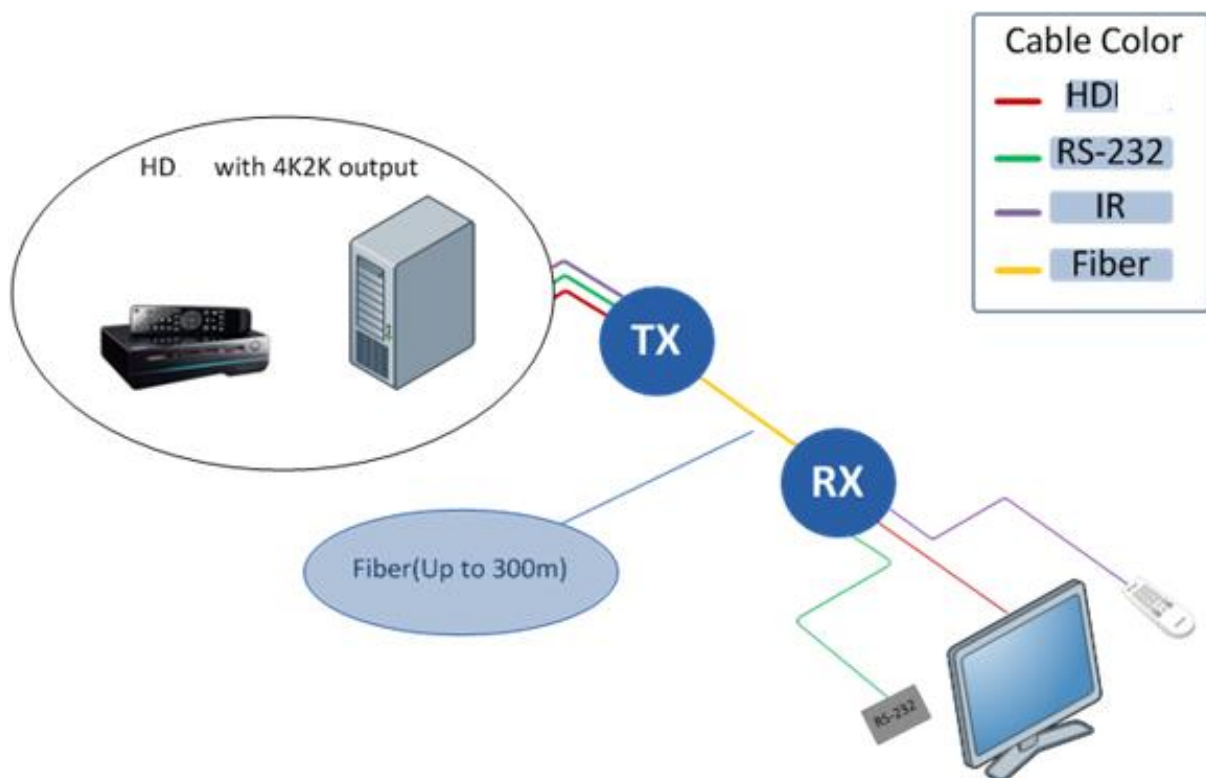 Cable Color
HDI
RS-232
IR
Fiber
HD with 4K2K output
TX
RX
Fiber(Up to 300m)
RS-232